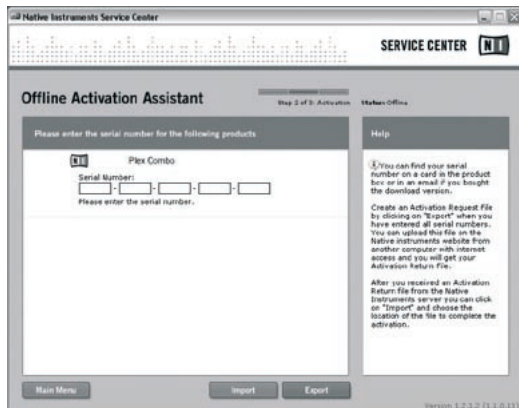 Native Instruments Service Center
SERVICE CENTER
Offline Activation Assistant
Step 2 of 3: Activation
Status: Offline
Please enter the serial number for the following products
Help
Plex Combo
Serial Number:
- - - -
Please enter the serial number.
You can find your serial
number on a card in the product
box or in an email if you bought
the download version.
Create an Activation Request file
by clicking on "Export" when you
have entered all serial numbers.
You can upload this file on the
Native instruments website from
another computer with internet
access and you will get your
Activation Return File.
After you received an Activation
Return file from the Native
Instruments server you can click
on "Import" and choose the
location of the file to complete the
activation.
Main Menu
Import
Export